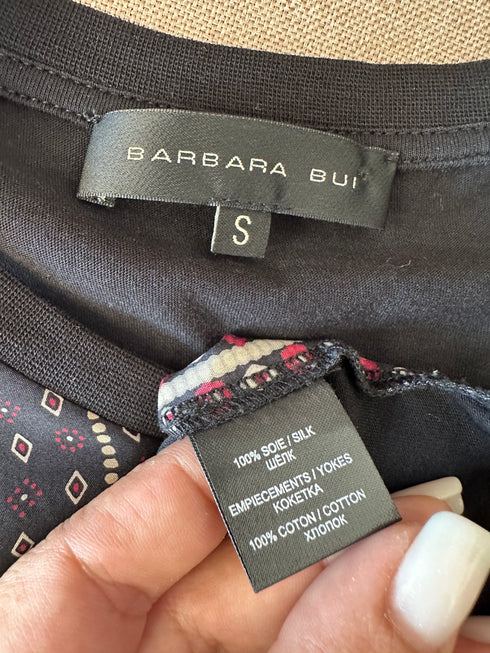 BARBARA BUI
S
100% SOIE / SILK
ШЁЛК
EMPIECEMENTS / YOKES
КОКЕТКА
100% COTON / COTTON
ХЛОПОК